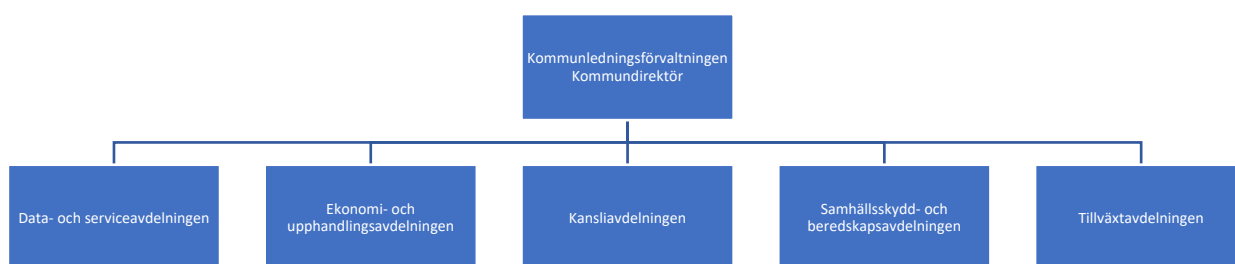 Kommunledningsförvaltningen
Kommundirektör
Data- och serviceavdelningen
Ekonomi- och
upphandlingsavdelningen
Kansliavdelningen
Samhällsskydd- och
beredskapsavdelningen
Tillväxtavdelningen